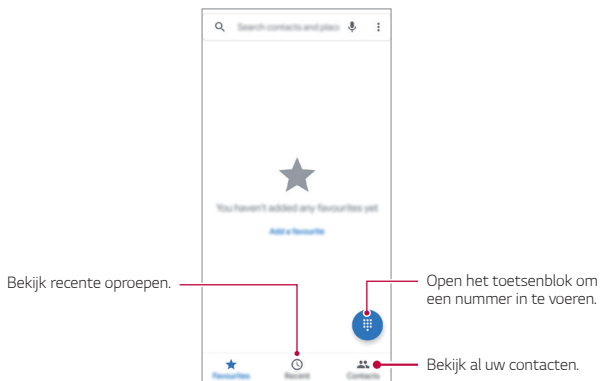 Search contacts and place
You haven't added any favourites yet
Add a favourite
Bekijk recente oproepen.
Open het toetsenblok om
een nummer in te voeren.
Favourites
Recent
Contacts
Bekijk al uw contacten.